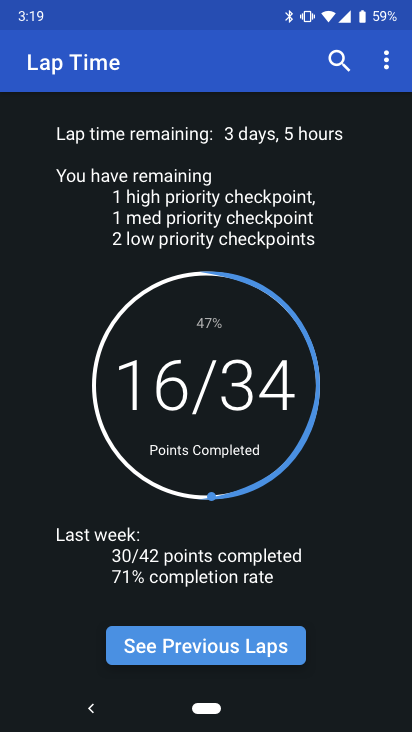 3:19
59%
Lap Time
Lap time remaining: 3 days, 5 hours
You have remaining
1 high priority checkpoint,
1 med priority checkpoint
2 low priority checkpoints
47%
16/34
Points Completed
Last week:
30/42 points completed
71% completion rate
See Previous Laps